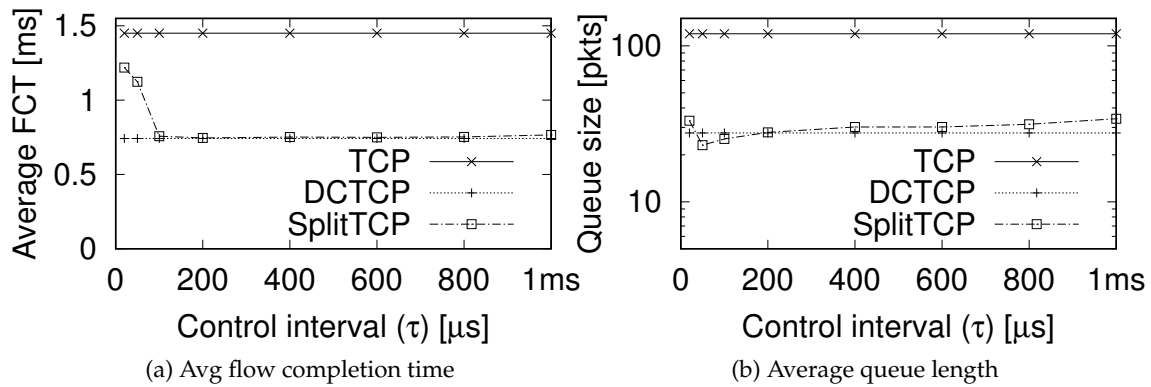 Average FCT [ms]
1.5
1
0.5
0
TCP
DCTCP
SplitTCP
0 200 400 600 800 1ms
Control interval (τ) [μs]
(a) Avg flow completion time
Queue size [pkts]
100
10
TCP
DCTCP
SplitTCP
0 200 400 600 800 1ms
Control interval (τ) [μs]
(b) Average queue length